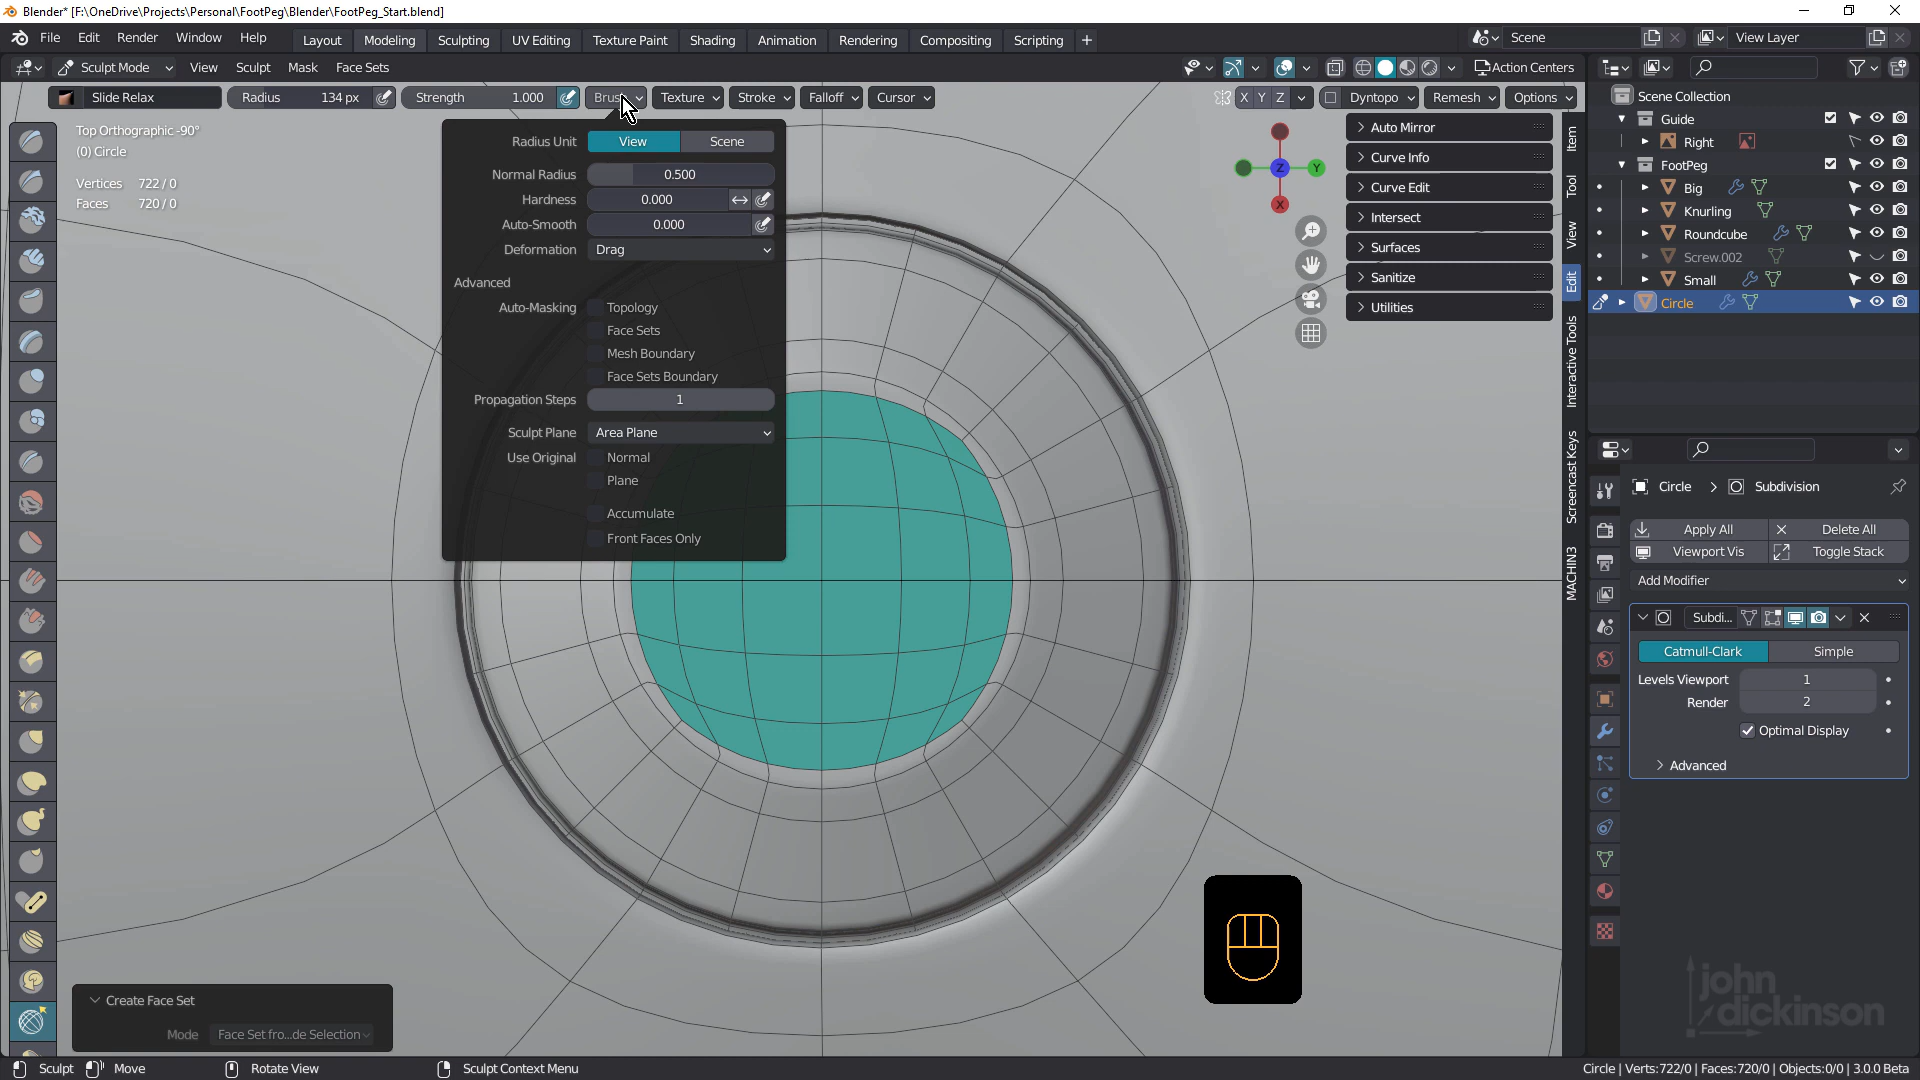 Blender* [F:\OneDrive\Projects\Personal\FootPeg\Blender\FootPeg_Start.blend]
File Edit Render Window Help Layout Modeling Sculpting UV Editing Texture Paint Shading Animation Rendering Compositing Scripting + Scene View Layer
Sculpt Mode View Sculpt Mask Face Sets Action Centers
Slide Relax Radius 134 px Strength 1.000 Texture Stroke Falloff Cursor X Y Z Dyntopo Remesh Options
Top Orthographic -90°
(0) Circle
Vertices 722 / 0
Faces 720 / 0
Radius Unit View Scene
Normal Radius 0.500
Hardness 0.000
Auto-Smooth 0.000
Deformation Drag
Advanced
Auto-Masking Topology
Face Sets
Mesh Boundary
Face Sets Boundary
Propagation Steps 1
Sculpt Plane Area Plane
Use Original Normal
Plane
Accumulate
Front Faces Only
Z Y
X
Auto Mirror
Curve Info
Curve Edit
Intersect
Surfaces
Sanitize
Utilities
Item
Tool
View
Edit
Interactive Tools
Screencast Keys
MACHIN3
Scene Collection
Guide
Right
FootPeg
Big
Knurling
Roundcube
Screw.002
Small
Circle
Circle > Subdivision
Apply All Delete All
Viewport Vis Toggle Stack
Add Modifier
Subdi...
Catmull-Clark Simple
Levels Viewport 1
Render 2
Optimal Display
Advanced
Create Face Set
Mode Face Set fro...de Selection
john
dickinson
Sculpt Move Rotate View Sculpt Context Menu Circle | Verts:722/0 | Faces:720/0 | Objects:0/0 | 3.0.0 Beta